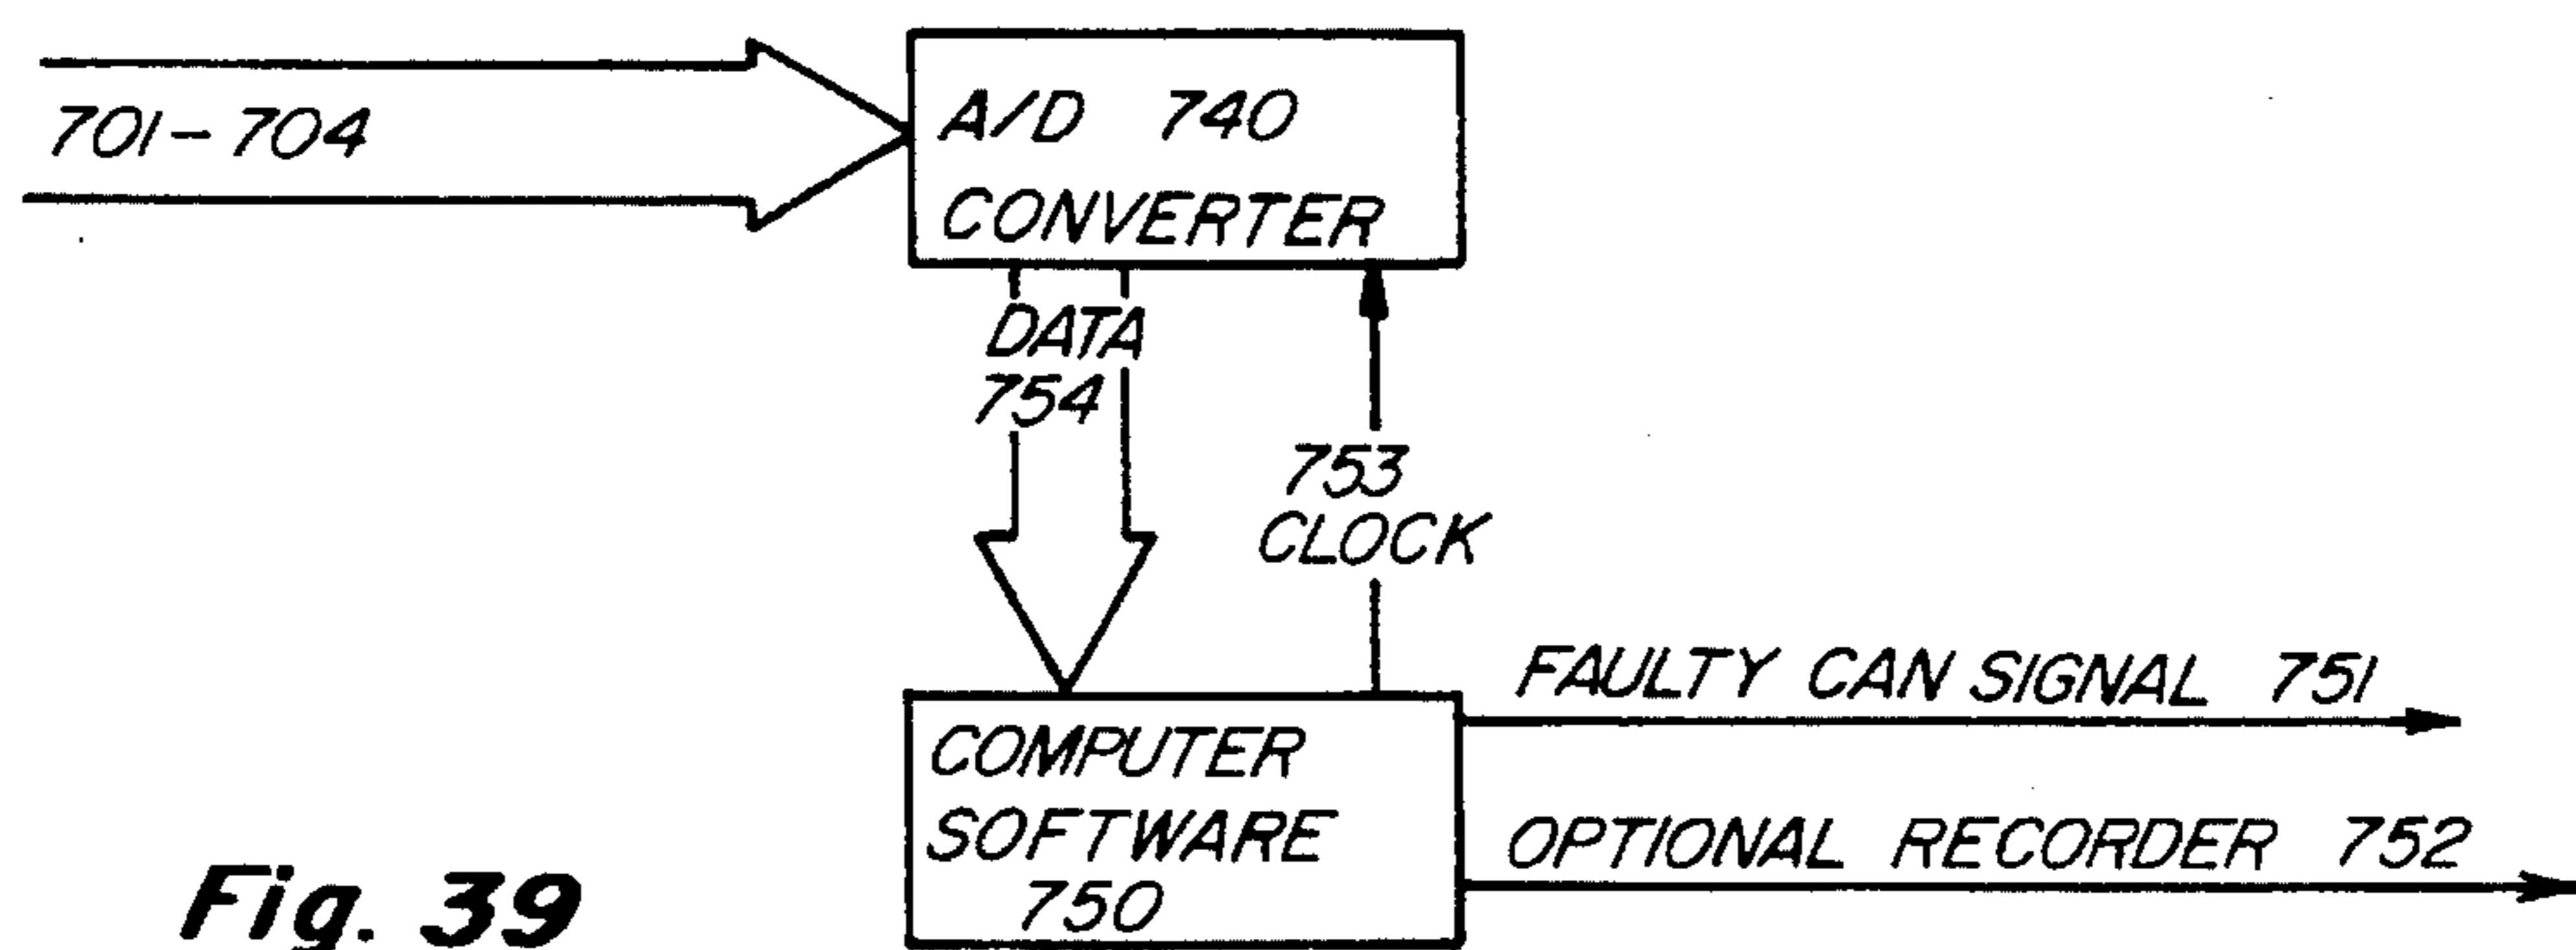 701-704
A/D 740
CONVERTER
DATA
754
753
CLOCK
FAULTY CAN SIGNAL 751
COMPUTER
SOFTWARE
750
OPTIONAL RECORDER 752
Fig. 39